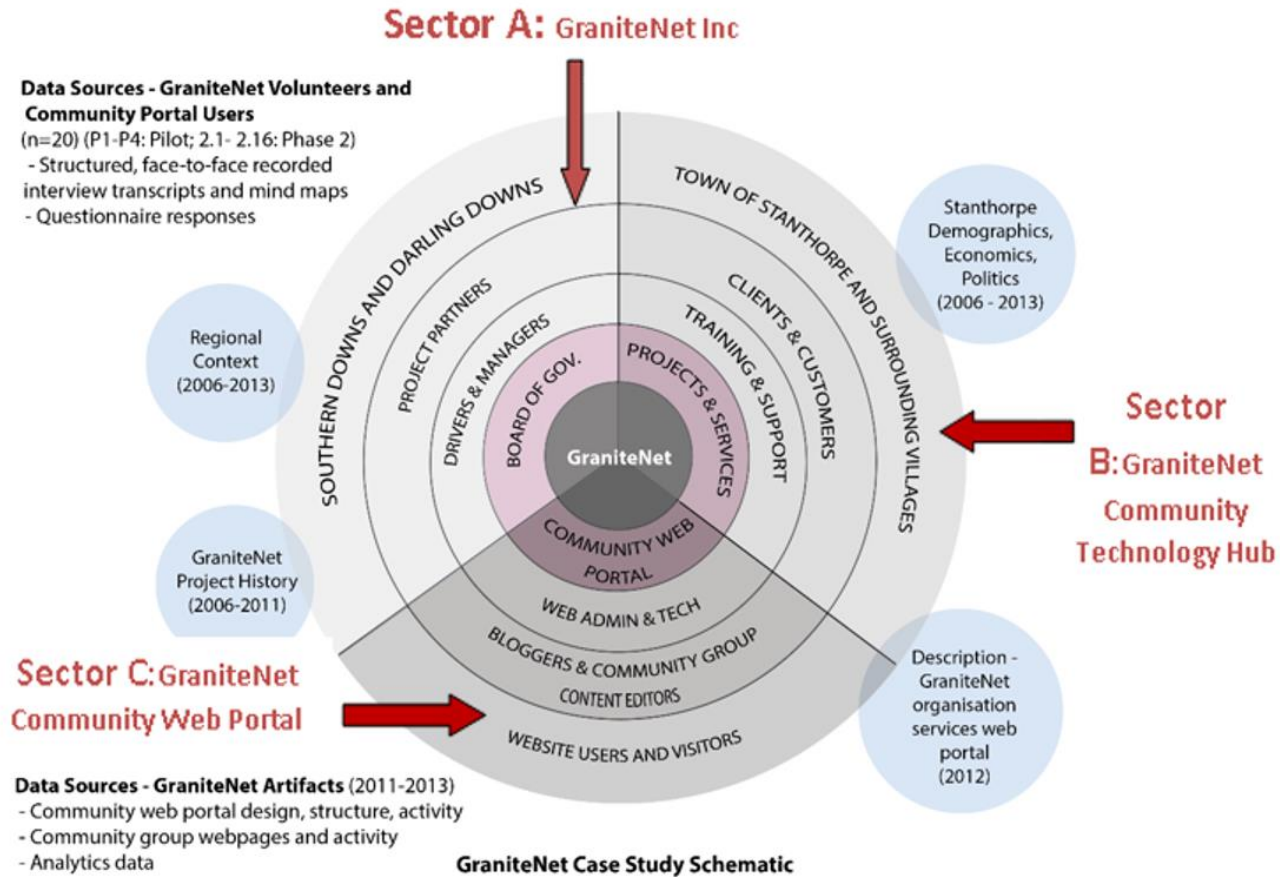 Sector A: GraniteNet Inc
Data Sources - GraniteNet Volunteers and
Community Portal Users
(n=20) (P1-P4: Pilot; 2.1- 2.16: Phase 2)
- Structured, face-to-face recorded
interview transcripts and mind maps
- Questionnaire responses
SOUTHERN DOWNS AND DARLING DOWNS
PROJECT PARTNERS
DRIVERS & MANAGERS
BOARD OF GOV.
TOWN OF STANTHORPE AND SURROUNDING VILLAGES
CLIENTS & CUSTOMERS
TRAINING & SUPPORT
PROJECTS & SERVICES
GraniteNet
COMMUNITY WEB
PORTAL
WEB ADMIN & TECH
BLOGGERS & COMMUNITY GROUP
CONTENT EDITORS
WEBSITE USERS AND VISITORS
Stanthorpe
Demographics,
Economics,
Politics
(2006 - 2013)
Regional
Context
(2006-2013)
Sector
B:GraniteNet
Community
Technology Hub
GraniteNet
Project History
(2006-2011)
Description -
GraniteNet
organisation
services web
portal
(2012)
Sector C:GraniteNet
Community Web Portal
Data Sources - GraniteNet Artifacts (2011-2013)
- Community web portal design, structure, activity
- Community group webpages and activity
- Analytics data
GraniteNet Case Study Schematic